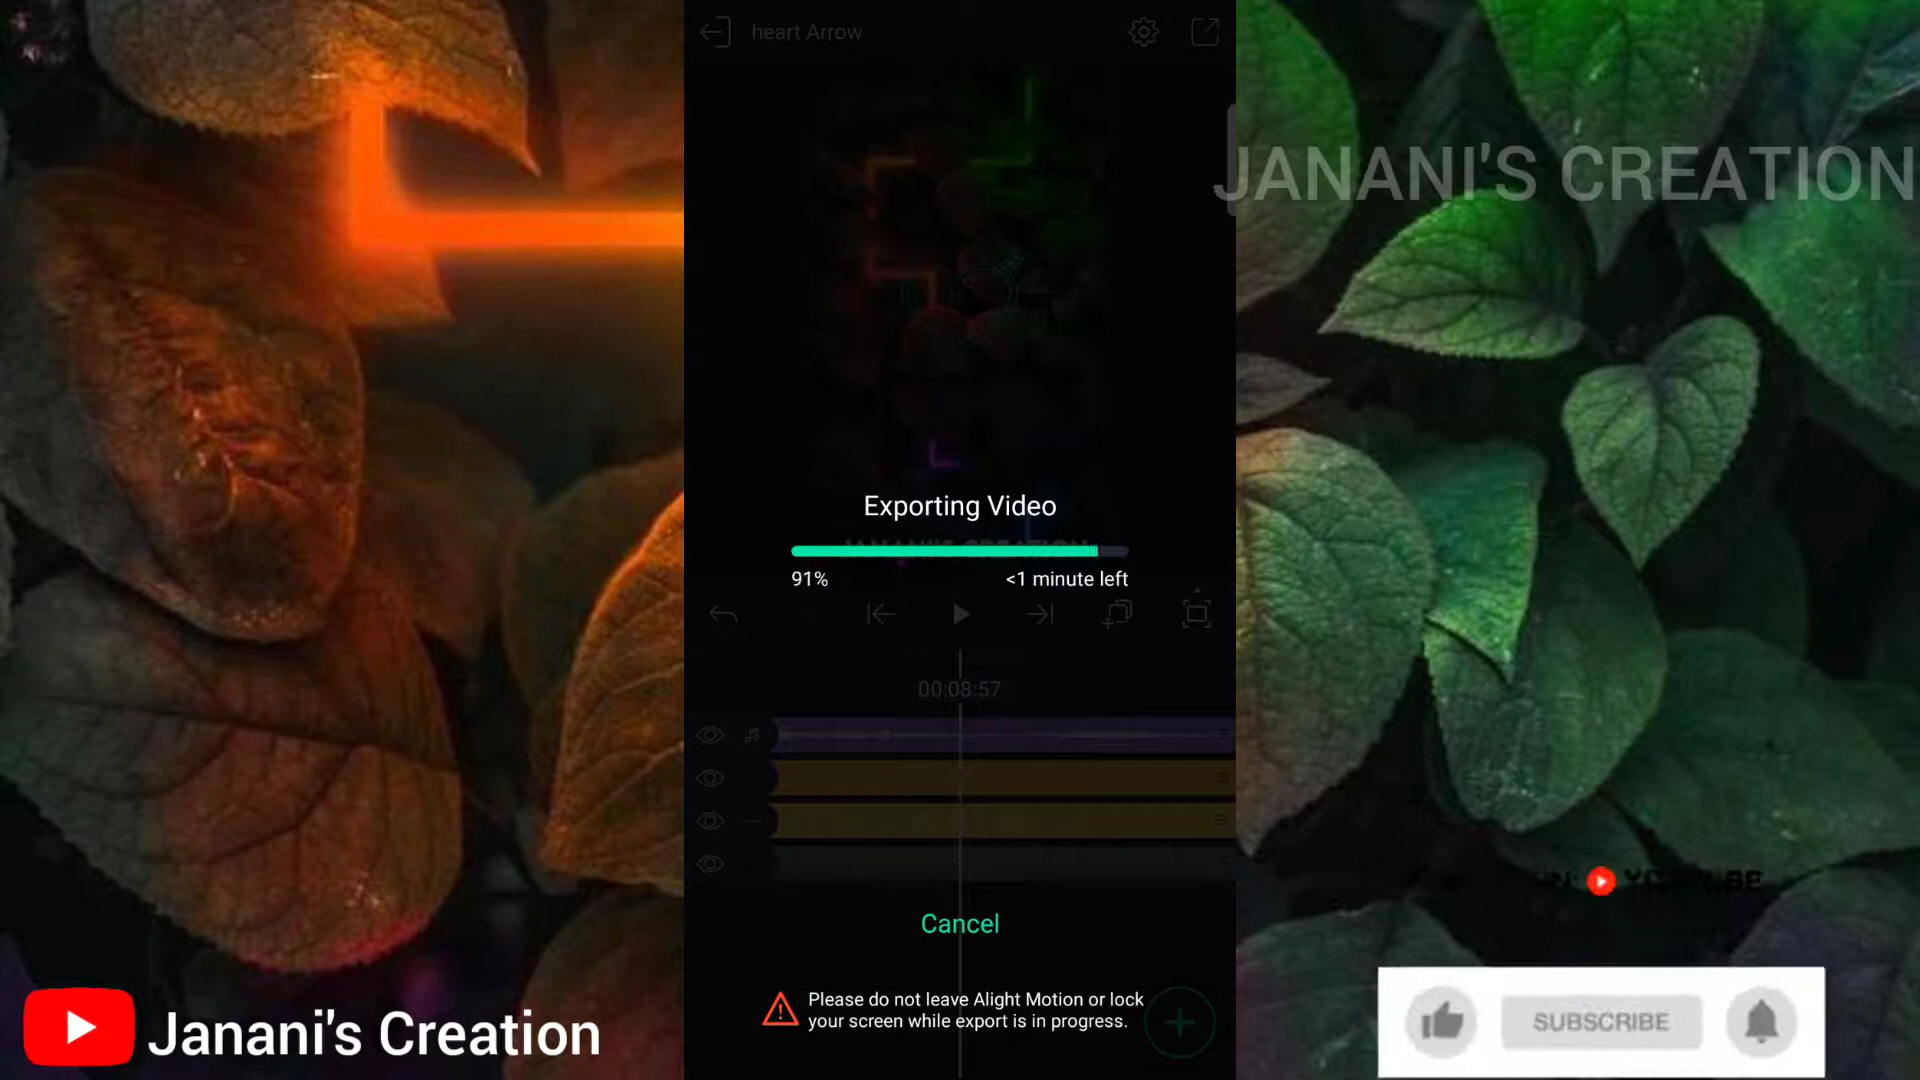 heart Arrow
JANANI'S CREATION
Exporting Video
91%
<1 minute left
00:08:57
Cancel
Please do not leave Alight Motion or lock
your screen while export is in progress.
Janani's Creation
SUBSCRIBE